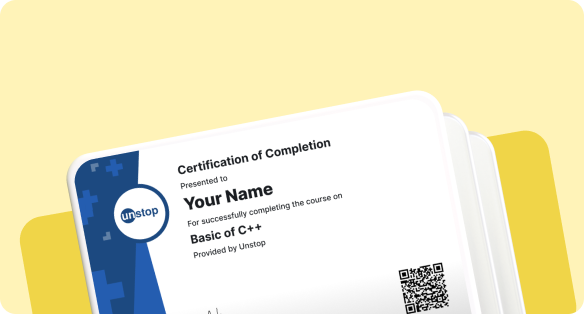 Certification of Completion
Presented to
Your Name
unstop
For successfully completing the course on
Basic of C++
Provided by Unstop